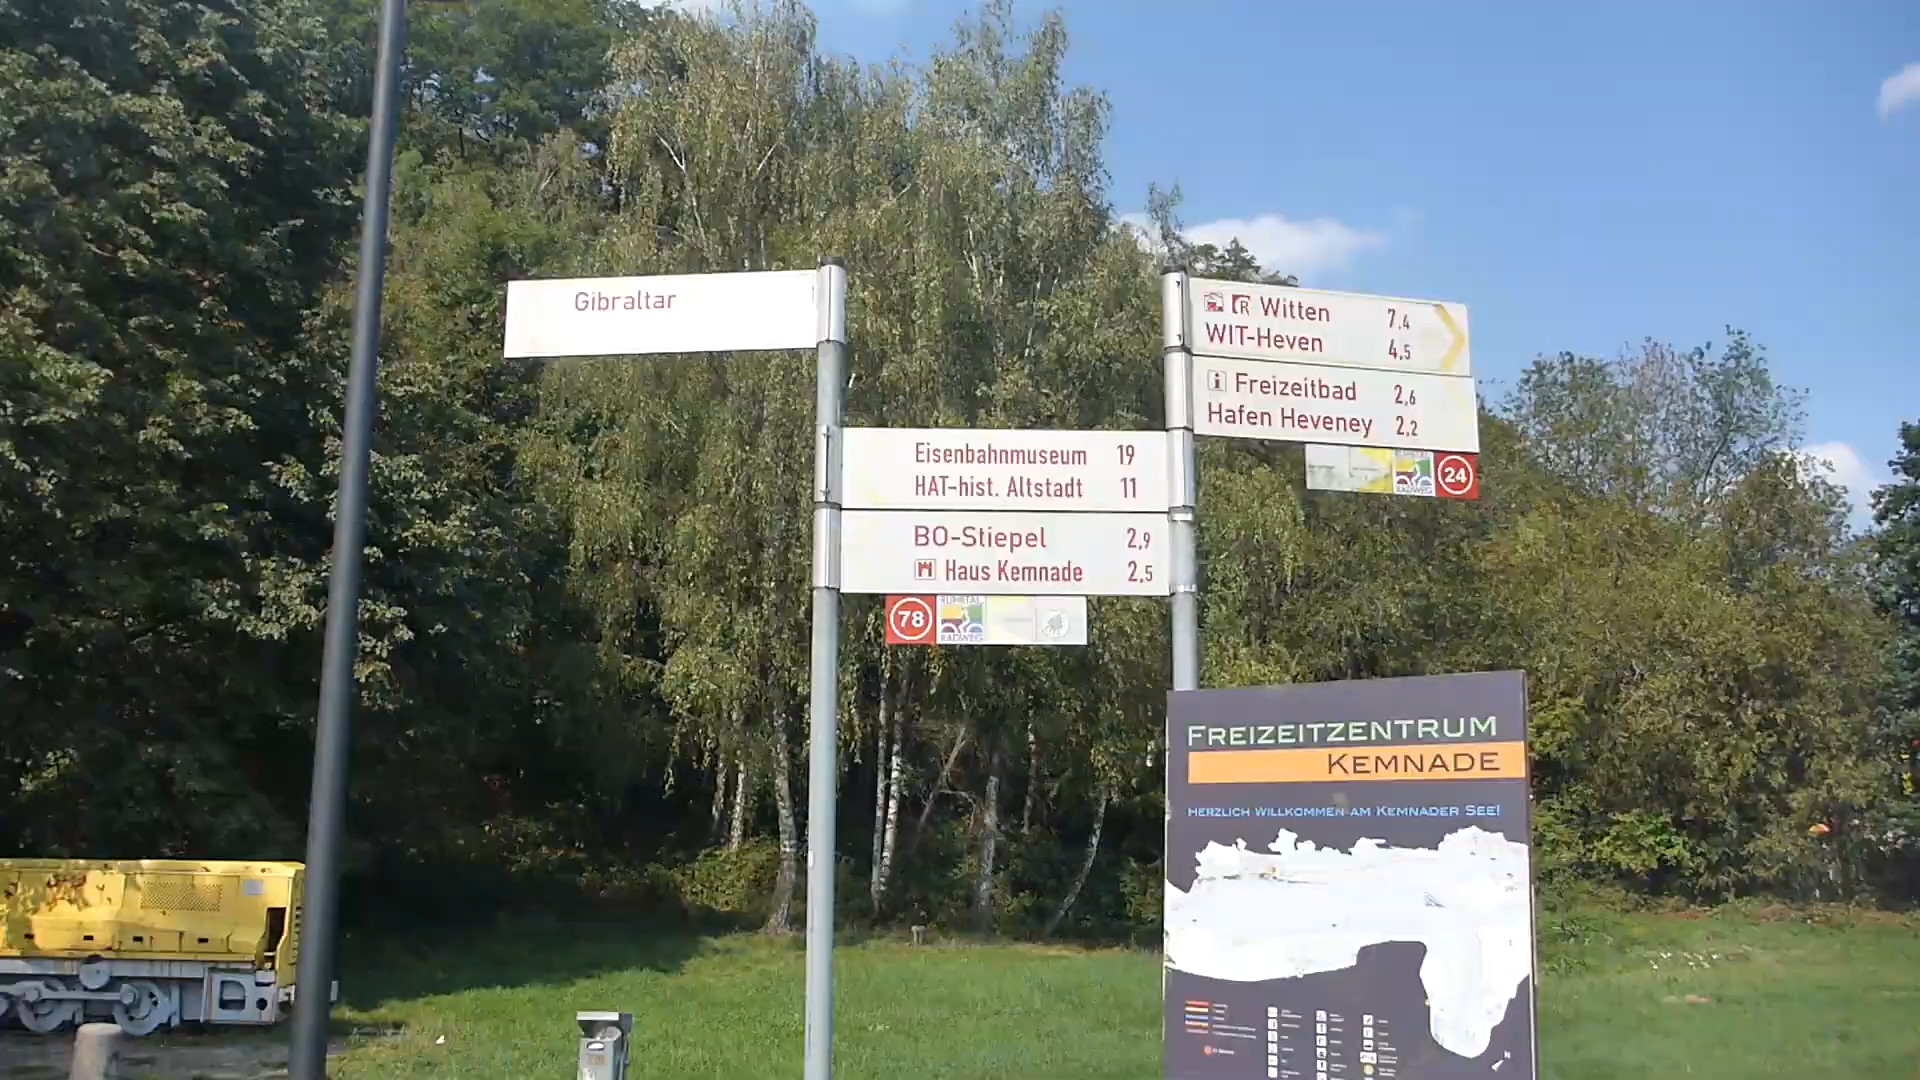 Gibraltar
Witten 7,4
WIT-Heven 4,5
Freizeitbad 2,6
Hafen Heveney 2,2
24
Eisenbahnmuseum 19
HAT-hist. Altstadt 11
BO-Stiepel 2,9
Haus Kemnade 2,5
78
RUHRTAL
RADWEG
FREIZEITZENTRUM
KEMNADE
HERZLICH WILLKOMMEN AM KEMNADER SEE!